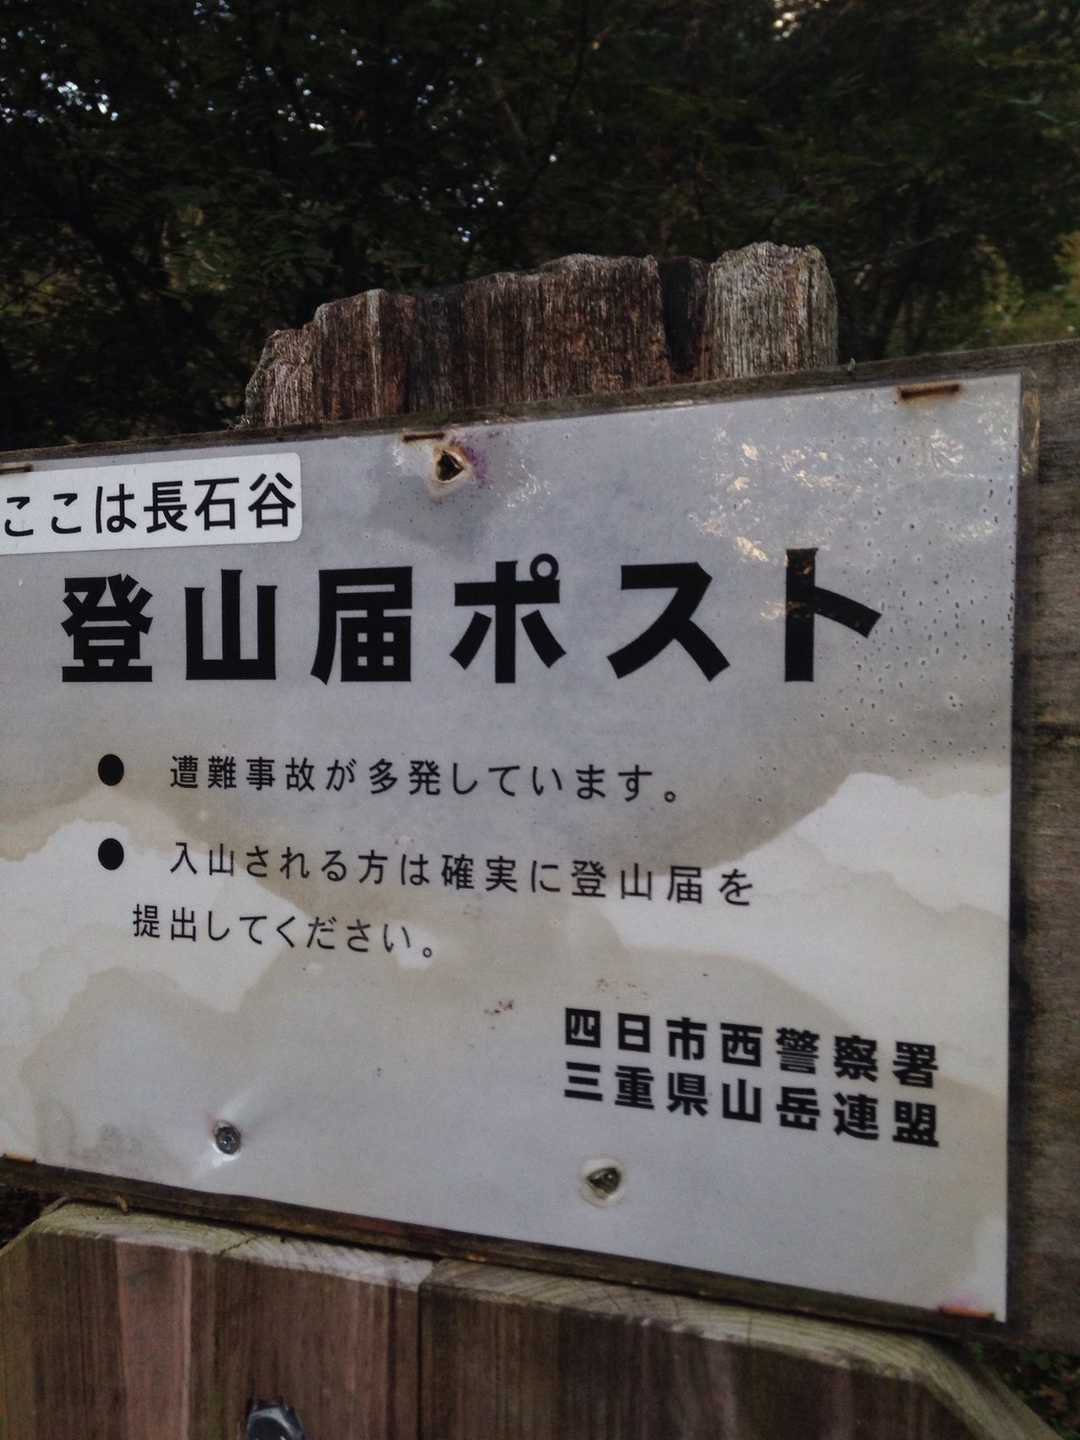 ここは長石谷
登山届ポスト
● 遭難事故が多発しています。
● 入山される方は確実に登山届を
提出してください。
四日市西警察署
三重県山岳連盟